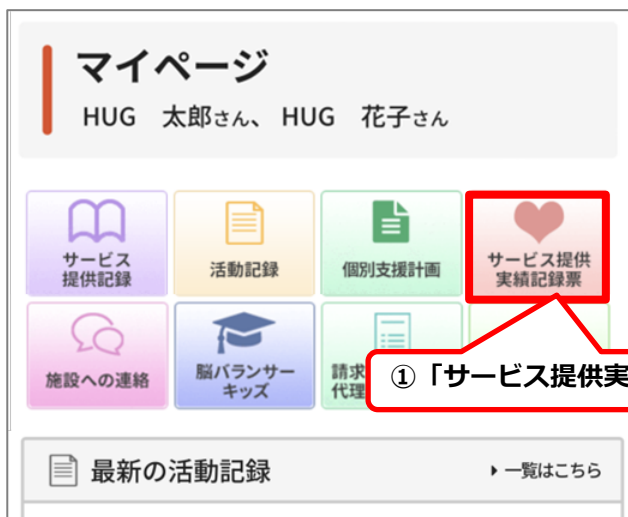 マイページ
HUG 太郎さん、 HUG 花子さん
サービス
提供記録
活動記録
個別支援計画
サービス提供
実績記録票
施設への連絡
脳バランサー
キッズ
請求
代理
①「サービス提供実
最新の活動記録
一覧はこちら